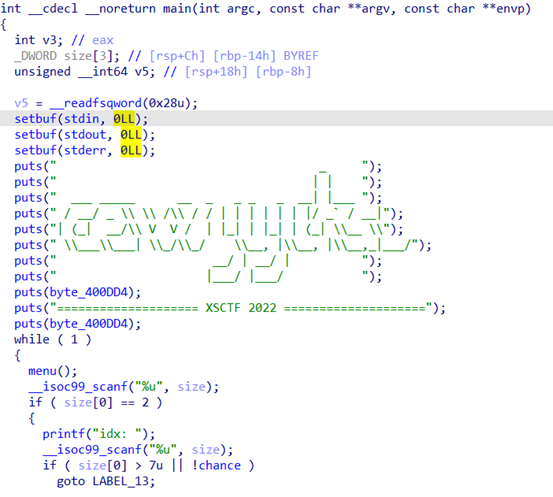 int __cdecl __noreturn main(int argc, const char **argv, const char **envp)
{
  int v3; // eax
  _DWORD size[3]; // [rsp+Ch] [rbp-14h] BYREF
  unsigned __int64 v5; // [rsp+18h] [rbp-8h]

  v5 = __readfsqword(0x28u);
  setbuf(stdin, 0LL);
  setbuf(stdout, 0LL);
  setbuf(stderr, 0LL);
  puts("                                     _     ");
  puts("                                    | |    ");
  puts("  ___ _____      __  _   _ _   _  __| |___ ");
  puts(" / __/ _ \\ \\ /\\ / / | | | | | | |/ _` / __|");
  puts("| (_|  __/\\ V  V /  | |_| | |_| | (_| \\__ \\");
  puts(" \\___\\___| \\_/\\_/    \\__, |\\__, |\\__,_|___/");
  puts("                      __/ | __/ |          ");
  puts("                     |___/ |___/           ");
  puts(byte_400DD4);
  puts("==================== XSCTF 2022 ====================");
  puts(byte_400DD4);
  while ( 1 )
  {
    menu();
    __isoc99_scanf("%u", size);
    if ( size[0] == 2 )
    {
      printf("idx: ");
      __isoc99_scanf("%u", size);
      if ( size[0] > 7u || !chance )
        goto LABEL_13;